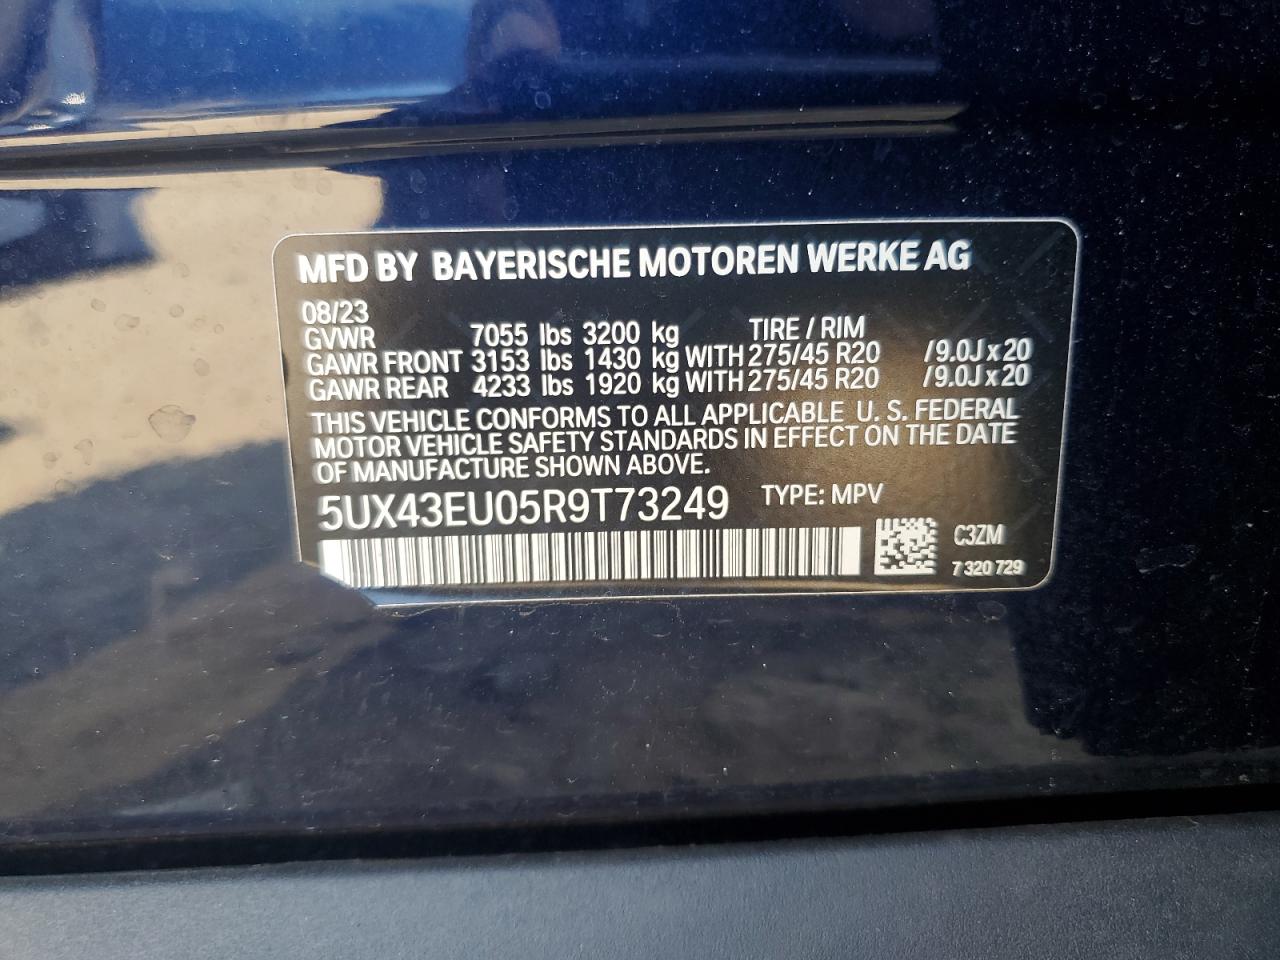 MFD BY BAYERISCHE MOTOREN WERKE AG
08/23
GVWR 7055 lbs 3200 kg TIRE / RIM
GAWR FRONT 3153 lbs 1430 kg WITH 275/45 R20 /9.0J x 20
GAWR REAR 4233 lbs 1920 kg WITH 275/45 R20 /9.0J x 20
THIS VEHICLE CONFORMS TO ALL APPLICABLE U. S. FEDERAL
MOTOR VEHICLE SAFETY STANDARDS IN EFFECT ON THE DATE
OF MANUFACTURE SHOWN ABOVE.
5UX43EU05R9T73249 TYPE: MPV
C3ZM
7 320 729